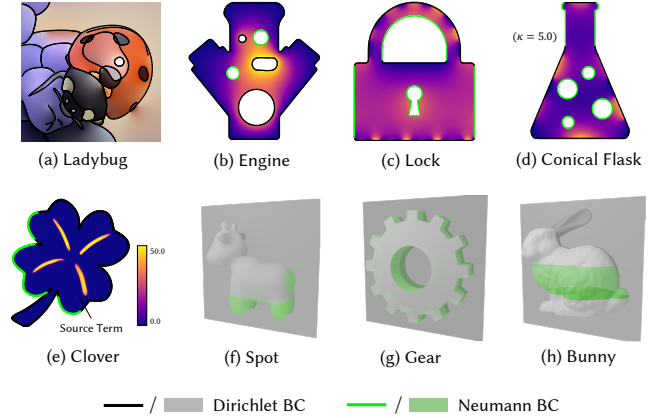 (κ = 5.0)
(a) Ladybug
(b) Engine
(c) Lock
(d) Conical Flask
50.0
0.0
Source Term
(e) Clover
(f) Spot
(g) Gear
(h) Bunny
/ Dirichlet BC
/ Neumann BC